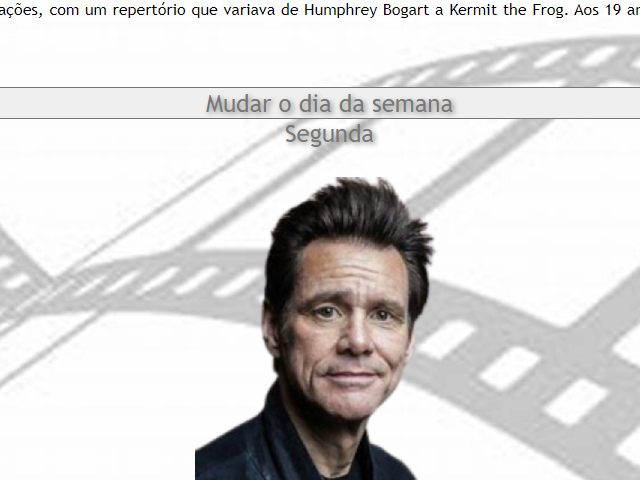 ações, com um repertório que variava de Humphrey Bogart a Kermit the Frog. Aos 19 an
Mudar o dia da semana
Segunda